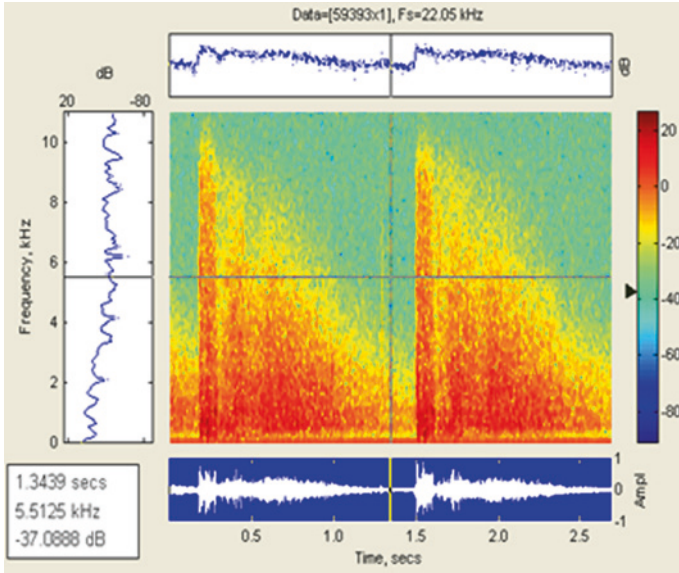 Data=[59393x1], Fs=22.05 kHz
dB
dB
20 -80
10
8
6
4
2
0
Frequency, kHz
20
0
-20
-40
-60
-80
1
0
-1
Ampl
0.5 1.0 1.5 2.0 2.5
Time, secs
1.3439 secs
5.5125 kHz
-37.0888 dB